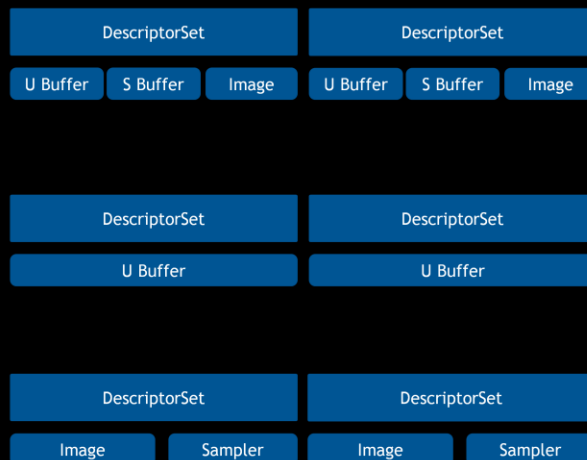 DescriptorSet DescriptorSet
U Buffer S Buffer Image U Buffer S Buffer Image
DescriptorSet DescriptorSet
U Buffer U Buffer
DescriptorSet DescriptorSet
Image Sampler Image Sampler